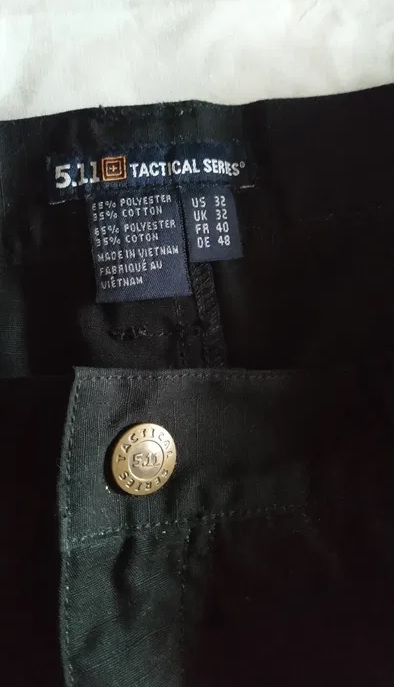 5.11 TACTICAL SERIES®
65% POLYESTER
35% COTTON
65% POLYESTER
35% COTON
MADE IN VIETNAM
FABRIQUÉ AU
VIÊTNAM
US 32
UK 32
FR 40
DE 48
TACTICAL
5.11
SERIES